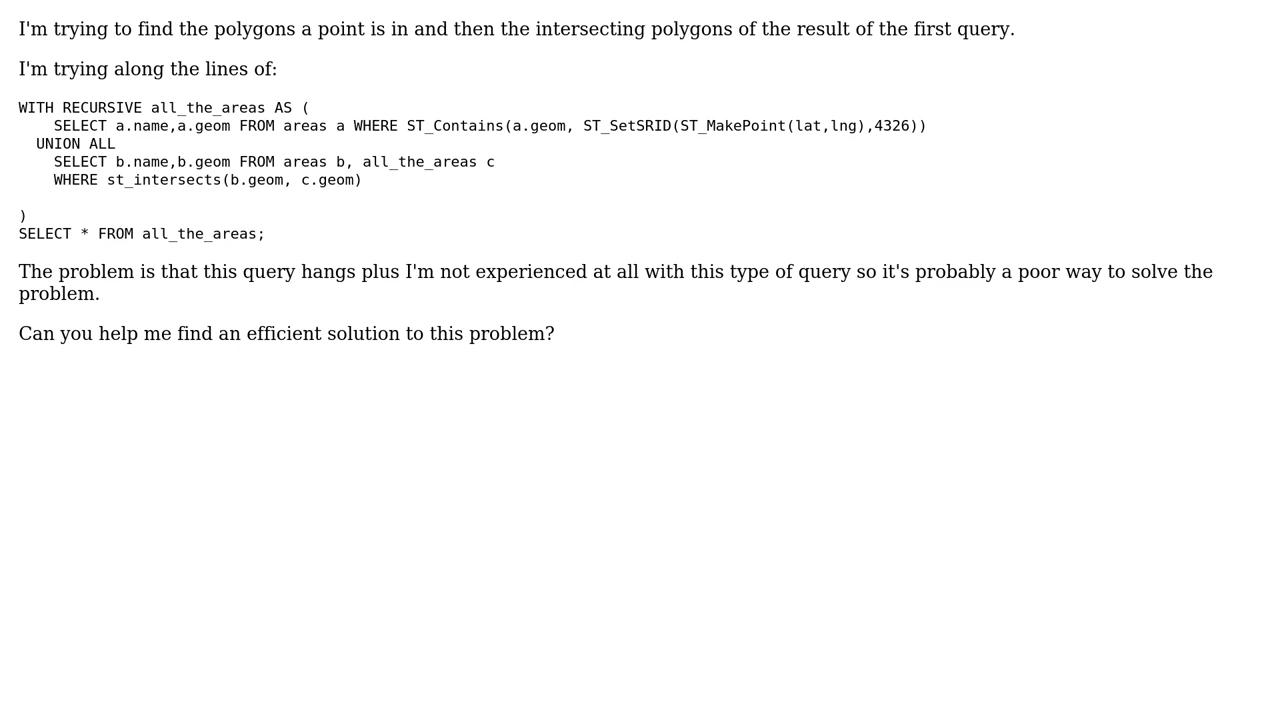 I'm trying to find the polygons a point is in and then the intersecting polygons of the result of the first query.
I'm trying along the lines of:
WITH RECURSIVE all_the_areas AS (
    SELECT a.name,a.geom FROM areas a WHERE ST_Contains(a.geom, ST_SetSRID(ST_MakePoint(lat,lng),4326))
  UNION ALL
    SELECT b.name,b.geom FROM areas b, all_the_areas c
    WHERE st_intersects(b.geom, c.geom)
)
SELECT * FROM all_the_areas;
The problem is that this query hangs plus I'm not experienced at all with this type of query so it's probably a poor way to solve the
problem.
Can you help me find an efficient solution to this problem?